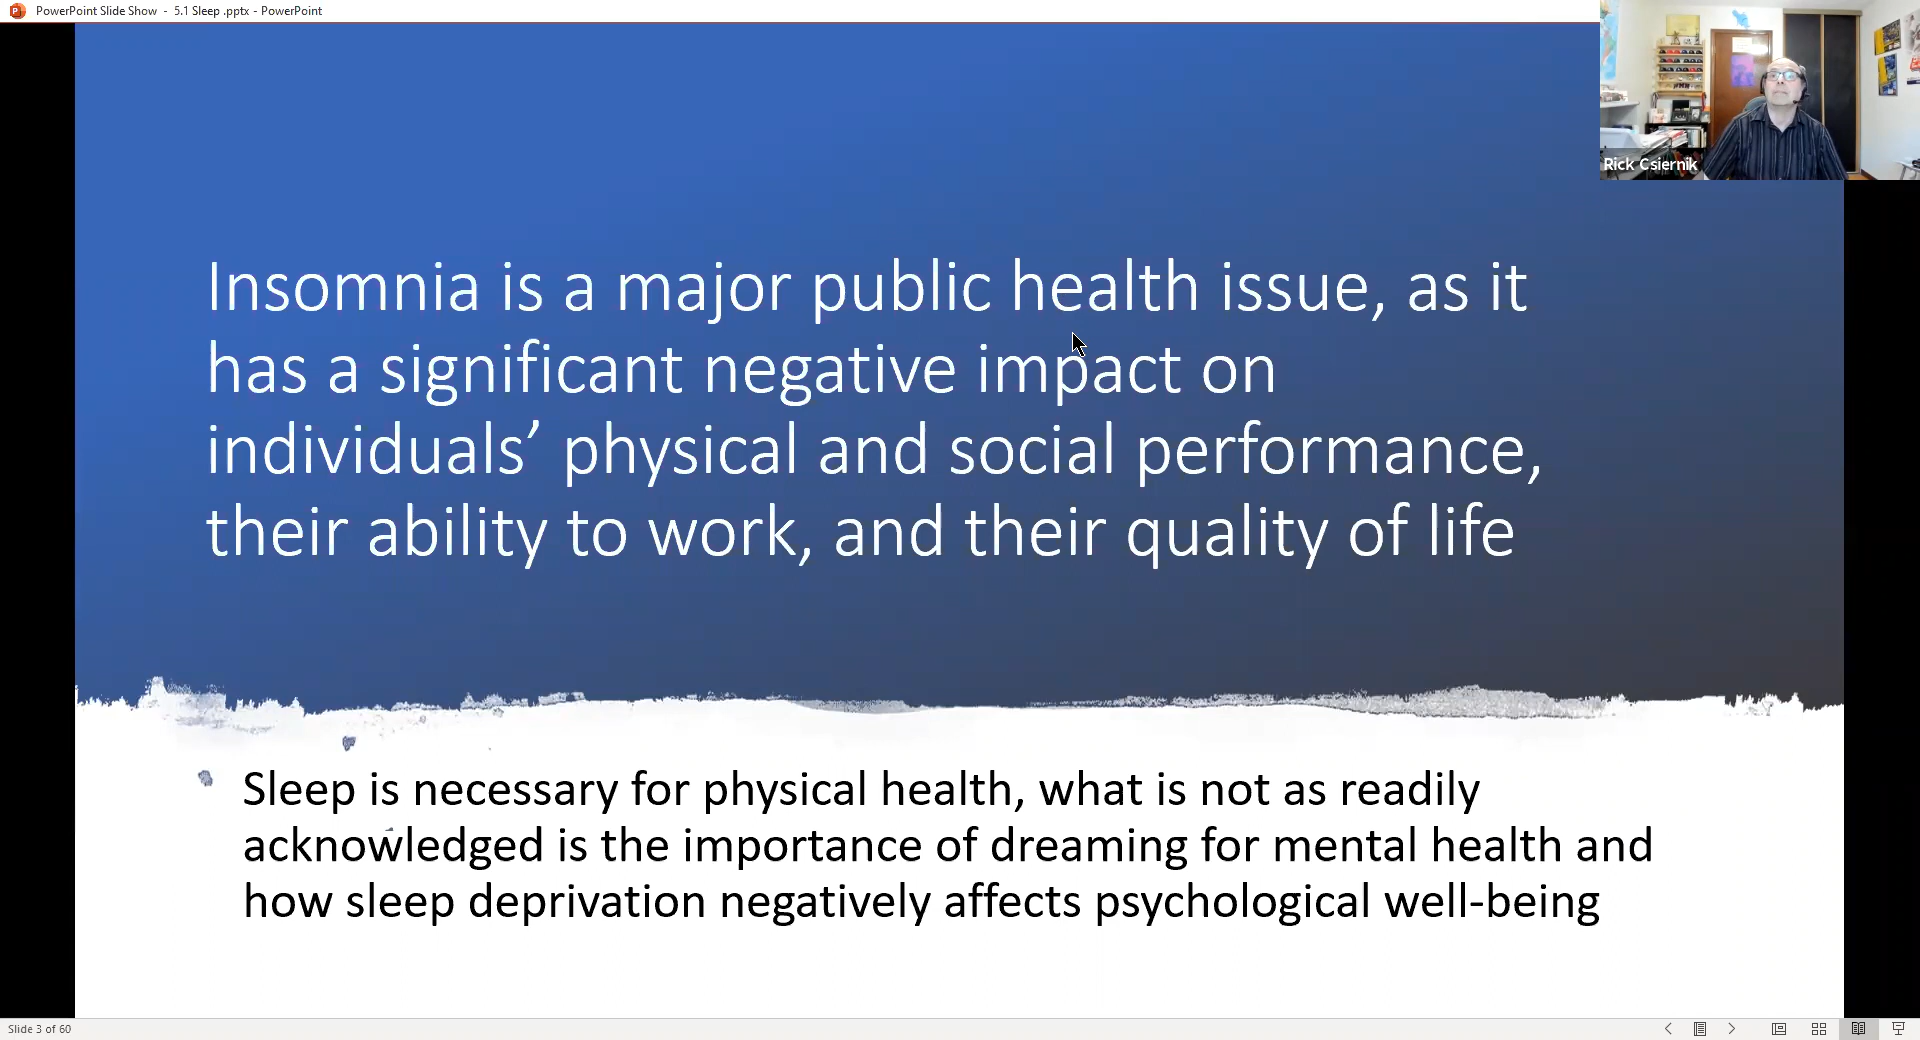 PowerPoint Slide Show - 5.1 Sleep .pptx - PowerPoint
Rick Csiernik
Insomnia is a major public health issue, as it
has a significant negative impact on
individuals’ physical and social performance,
their ability to work, and their quality of life
Sleep is necessary for physical health, what is not as readily
acknowledged is the importance of dreaming for mental health and
how sleep deprivation negatively affects psychological well-being
Slide 3 of 60